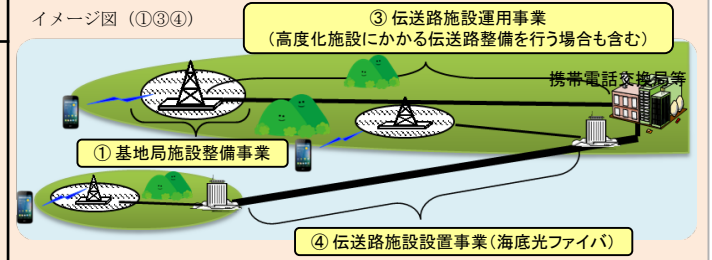 イメージ図（①③④）
③ 伝送路施設運用事業
（高度化施設にかかる伝送路整備を行う場合も含む）
携帯電話交換局等
① 基地局施設整備事業
④ 伝送路施設設置事業（海底光ファイバ）